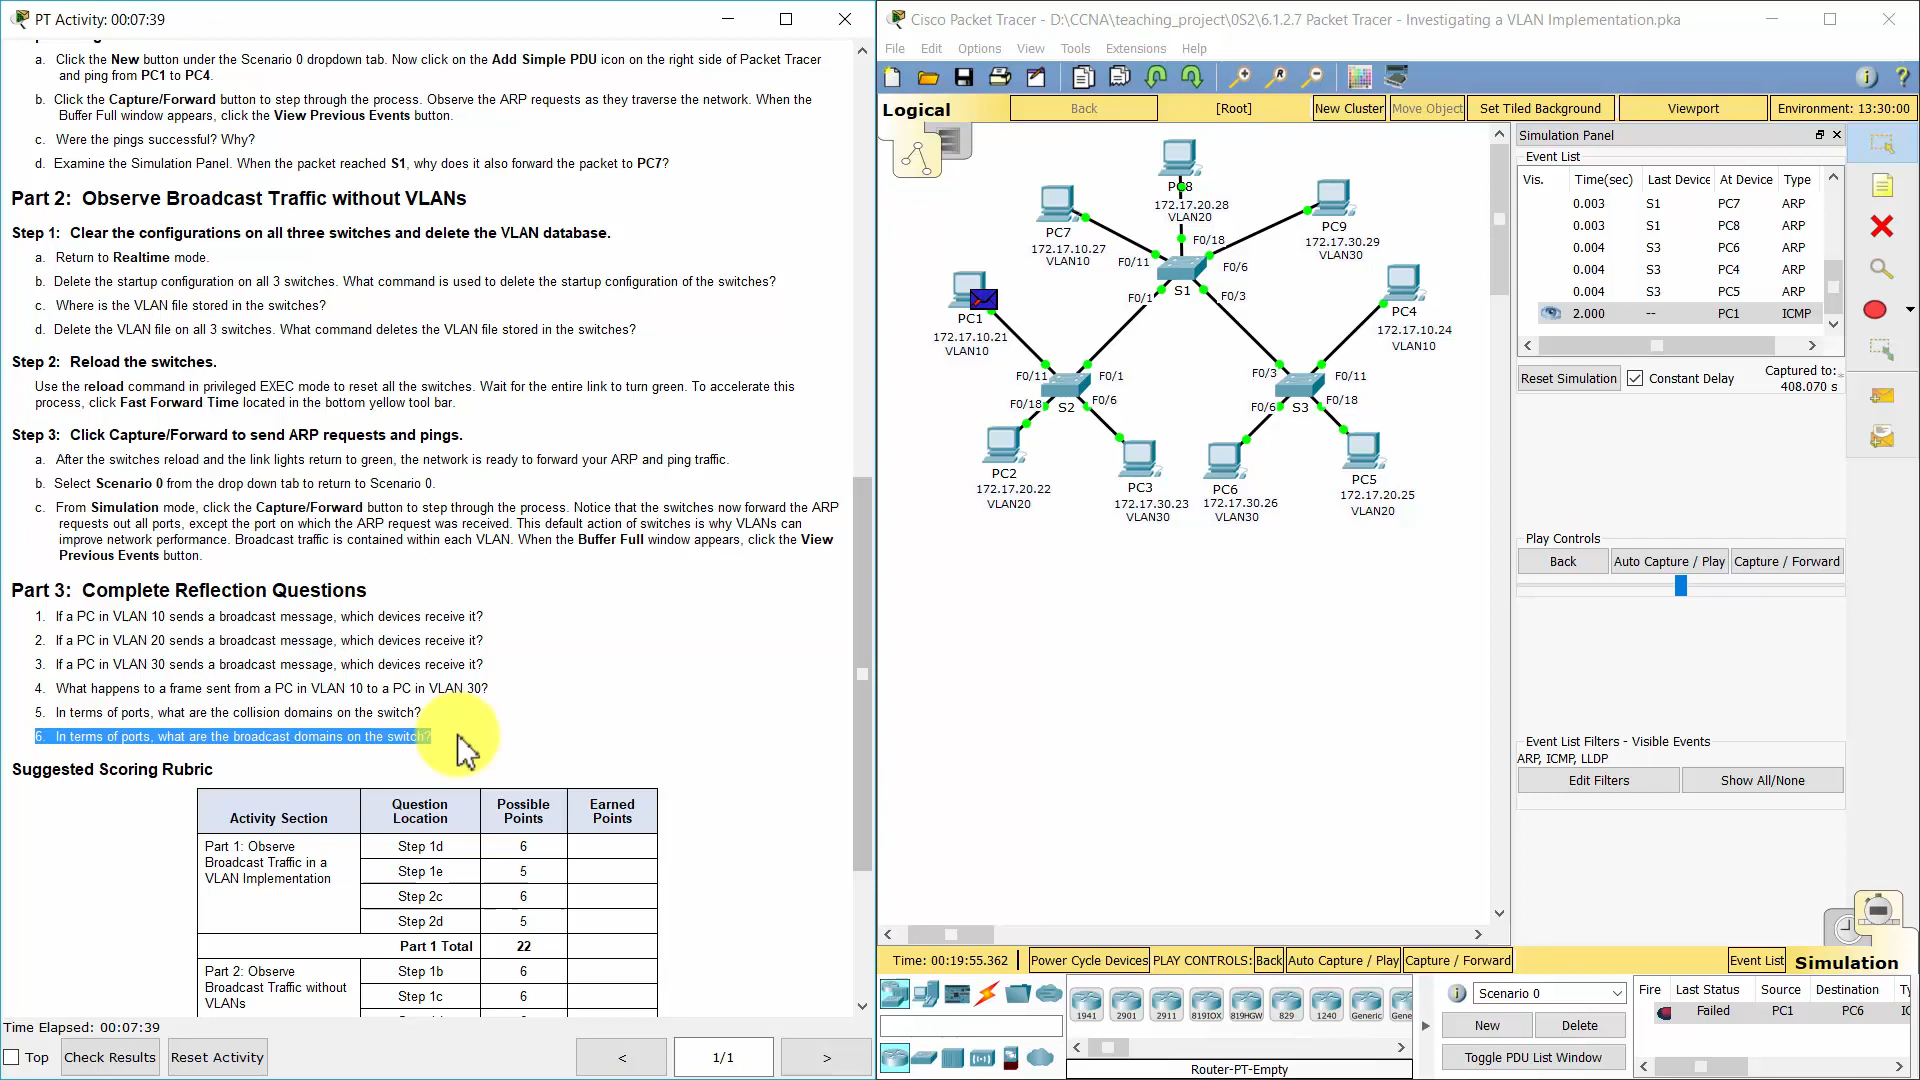 PT Activity: 00:07:39
a. Click the New button under the Scenario 0 dropdown tab. Now click on the Add Simple PDU icon on the right side of Packet Tracer
and ping from PC1 to PC4.
b. Click the Capture/Forward button to step through the process. Observe the ARP requests as they traverse the network. When the
Buffer Full window appears, click the View Previous Events button.
c. Were the pings successful? Why?
d. Examine the Simulation Panel. When the packet reached S1, why does it also forward the packet to PC7?
Part 2: Observe Broadcast Traffic without VLANs
Step 1: Clear the configurations on all three switches and delete the VLAN database.
a. Return to Realtime mode.
b. Delete the startup configuration on all 3 switches. What command is used to delete the startup configuration of the switches?
c. Where is the VLAN file stored in the switches?
d. Delete the VLAN file on all 3 switches. What command deletes the VLAN file stored in the switches?
Step 2: Reload the switches.
Use the reload command in privileged EXEC mode to reset all the switches. Wait for the entire link to turn green. To accelerate this
process, click Fast Forward Time located in the bottom yellow tool bar.
Step 3: Click Capture/Forward to send ARP requests and pings.
a. After the switches reload and the link lights return to green, the network is ready to forward your ARP and ping traffic.
b. Select Scenario 0 from the drop down tab to return to Scenario 0.
c. From Simulation mode, click the Capture/Forward button to step through the process. Notice that the switches now forward the ARP
requests out all ports, except the port on which the ARP request was received. This default action of switches is why VLANs can
improve network performance. Broadcast traffic is contained within each VLAN. When the Buffer Full window appears, click the View
Previous Events button.
Part 3: Complete Reflection Questions
1. If a PC in VLAN 10 sends a broadcast message, which devices receive it?
2. If a PC in VLAN 20 sends a broadcast message, which devices receive it?
3. If a PC in VLAN 30 sends a broadcast message, which devices receive it?
4. What happens to a frame sent from a PC in VLAN 10 to a PC in VLAN 30?
5. In terms of ports, what are the collision domains on the switch?
6. In terms of ports, what are the broadcast domains on the switch?
Suggested Scoring Rubric
Activity Section Question Location Possible Points Earned Points
Part 1: Observe Broadcast Traffic in a VLAN Implementation
Step 1d 6
Step 1e 5
Step 2c 6
Step 2d 5
Part 1 Total 22
Part 2: Observe Broadcast Traffic without VLANs
Step 1b 6
Step 1c 6
Time Elapsed: 00:07:39
Top Check Results Reset Activity < 1/1 >
Cisco Packet Tracer - D:\CCNA\teaching_project\0S2\6.1.2.7 Packet Tracer - Investigating a VLAN Implementation.pka
File Edit Options View Tools Extensions Help
Logical Back [Root] New Cluster Move Object Set Tiled Background Viewport Environment: 13:30:00
PC8
172.17.20.28
VLAN20
PC7
172.17.10.27
VLAN10
PC9
172.17.30.29
VLAN30
F0/18
F0/11
F0/6
S1
F0/1
F0/3
PC1
172.17.10.21
VLAN10
PC4
172.17.10.24
VLAN10
F0/11 F0/1
F0/3 F0/11
S2
F0/18 F0/6
S3
F0/6 F0/18
PC2
172.17.20.22
VLAN20
PC3
172.17.30.23
VLAN30
PC6
172.17.30.26
VLAN30
PC5
172.17.20.25
VLAN20
Simulation Panel
Event List
Vis. Time(sec) Last Device At Device Type
0.003 S1 PC7 ARP
0.003 S1 PC8 ARP
0.004 S3 PC6 ARP
0.004 S3 PC4 ARP
0.004 S3 PC5 ARP
2.000 -- PC1 ICMP
Reset Simulation Constant Delay Captured to:
408.070 s
Play Controls
Back Auto Capture / Play Capture / Forward
Event List Filters - Visible Events
ARP, ICMP, LLDP
Edit Filters Show All/None
Time: 00:19:55.362 Power Cycle Devices PLAY CONTROLS: Back Auto Capture / Play Capture / Forward Event List Simulation
1941 2901 2911 819IOX 819HGW 829 1240 Generic Gene
Router-PT-Empty
Scenario 0
New Delete
Toggle PDU List Window
Fire Last Status Source Destination Ty
Failed PC1 PC6 IC